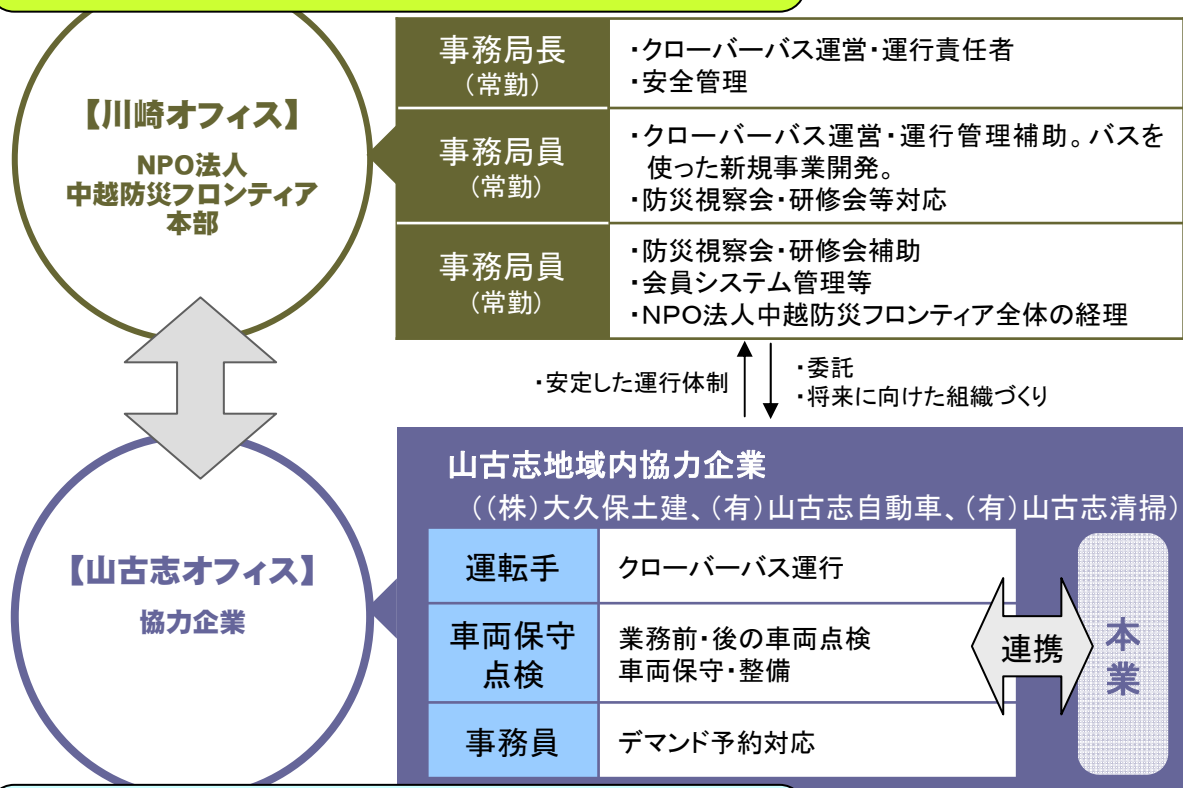 【川崎オフィス】
NPO法人
中越防災フロンティア
本部
事務局長
(常勤)
・クローバーバス運営・運行責任者
・安全管理
事務局員
(常勤)
・クローバーバス運営・運行管理補助。バスを
使った新規事業開発。
・防災視察会・研修会等対応
事務局員
(常勤)
・防災視察会・研修会補助
・会員システム管理等
・NPO法人中越防災フロンティア全体の経理
・安定した運行体制
・委託
・将来に向けた組織づくり
【山古志オフィス】
協力企業
山古志地域内協力企業
((株)大久保土建、(有)山古志自動車、(有)山古志清掃)
運転手
クローバーバス運行
車両保守
点検
業務前・後の車両点検
車両保守・整備
事務員
デマンド予約対応
連携
本業